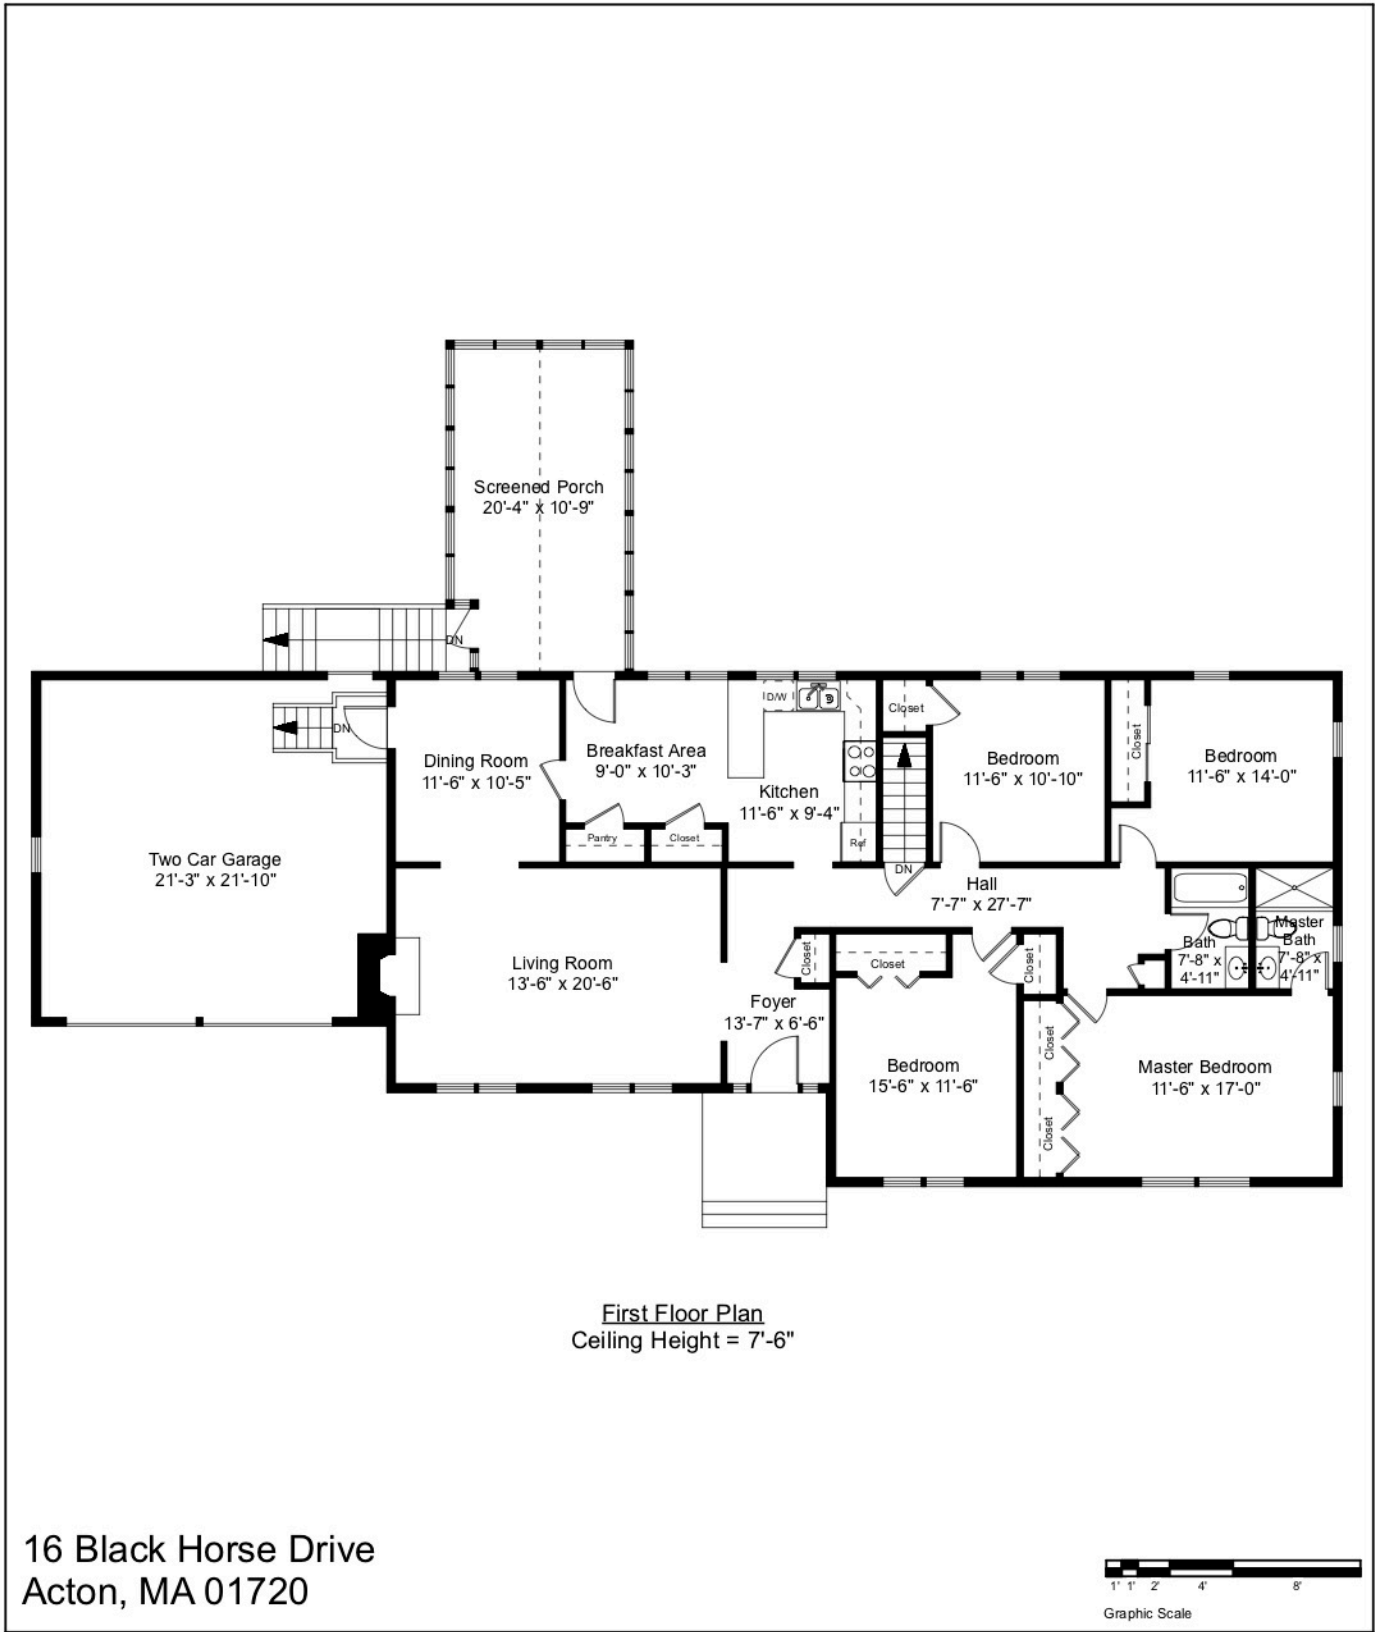 Screened Porch
20'-4" x 10'-9"
DN
DN
Dining Room
11'-6" x 10'-5"
Breakfast Area
9'-0" x 10'-3"
Pantry
Closet
D/W
Kitchen
11'-6" x 9'-4"
Ref
Closet
DN
Bedroom
11'-6" x 10'-10"
Closet
Bedroom
11'-6" x 14'-0"
Two Car Garage
21'-3" x 21'-10"
Living Room
13'-6" x 20'-6"
Hall
7'-7" x 27'-7"
Closet
Foyer
13'-7" x 6'-6"
Closet
Closet
Bedroom
15'-6" x 11'-6"
Bath
7'-8" x
4'-11"
Master
Bath
7'-8" x
4'-11"
Closet
Closet
Master Bedroom
11'-6" x 17'-0"
First Floor Plan
Ceiling Height = 7'-6"
16 Black Horse Drive
Acton, MA 01720
1' 1' 2' 4' 8'
Graphic Scale